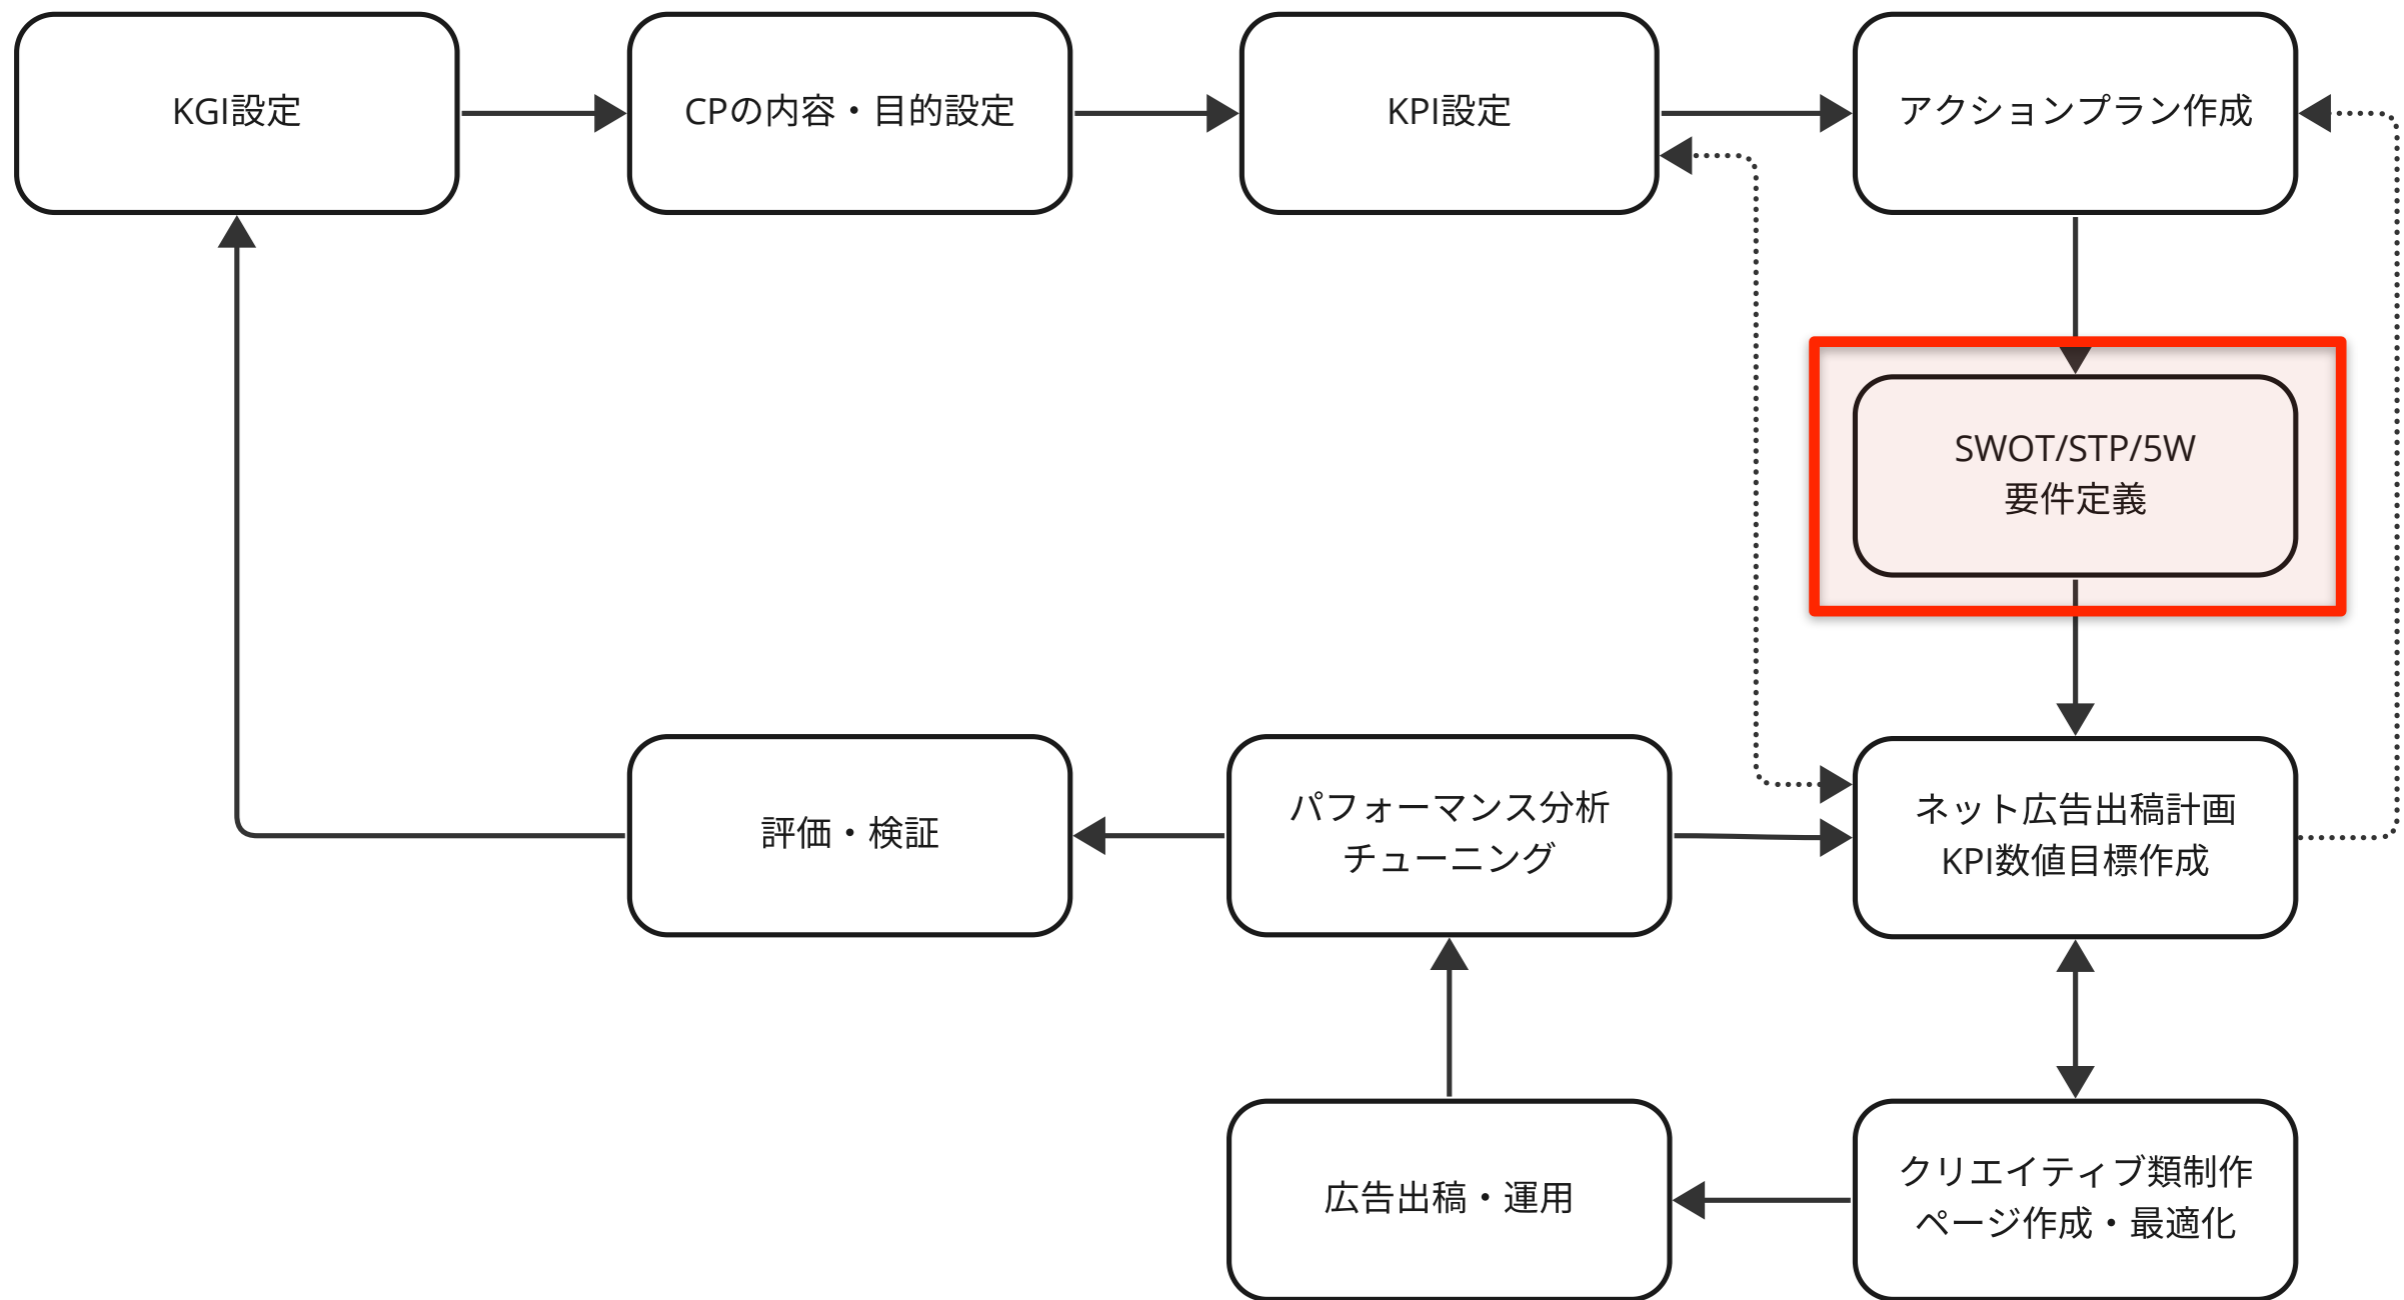 KGI設定
CPの内容・目的設定
KPI設定
アクションプラン作成
SWOT/STP/5W
要件定義
評価・検証
パフォーマンス分析
チューニング
ネット広告出稿計画
KPI数値目標作成
広告出稿・運用
クリエイティブ類制作
ページ作成・最適化